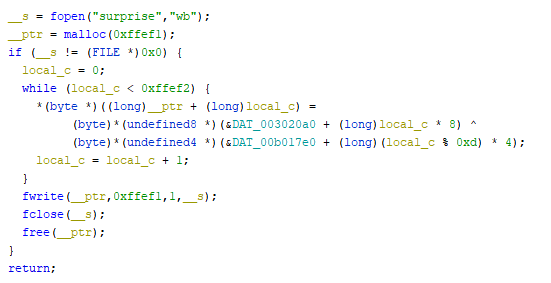 __s = fopen("surprise","wb");
__ptr = malloc(0xffef1);
if (__s != (FILE *)0x0) {
local_c = 0;
while (local_c < 0xffef2) {
*(byte *)((long)__ptr + (long)local_c) =
(byte)*(undefined8 *)(&DAT_003020a0 + (long)local_c * 8) ^
(byte)*(undefined4 *)(&DAT_00b017e0 + (long)(local_c % 0xd) * 4);
local_c = local_c + 1;
}
fwrite(__ptr,0xffef1,1,__s);
fclose(__s);
free(__ptr);
}
return;